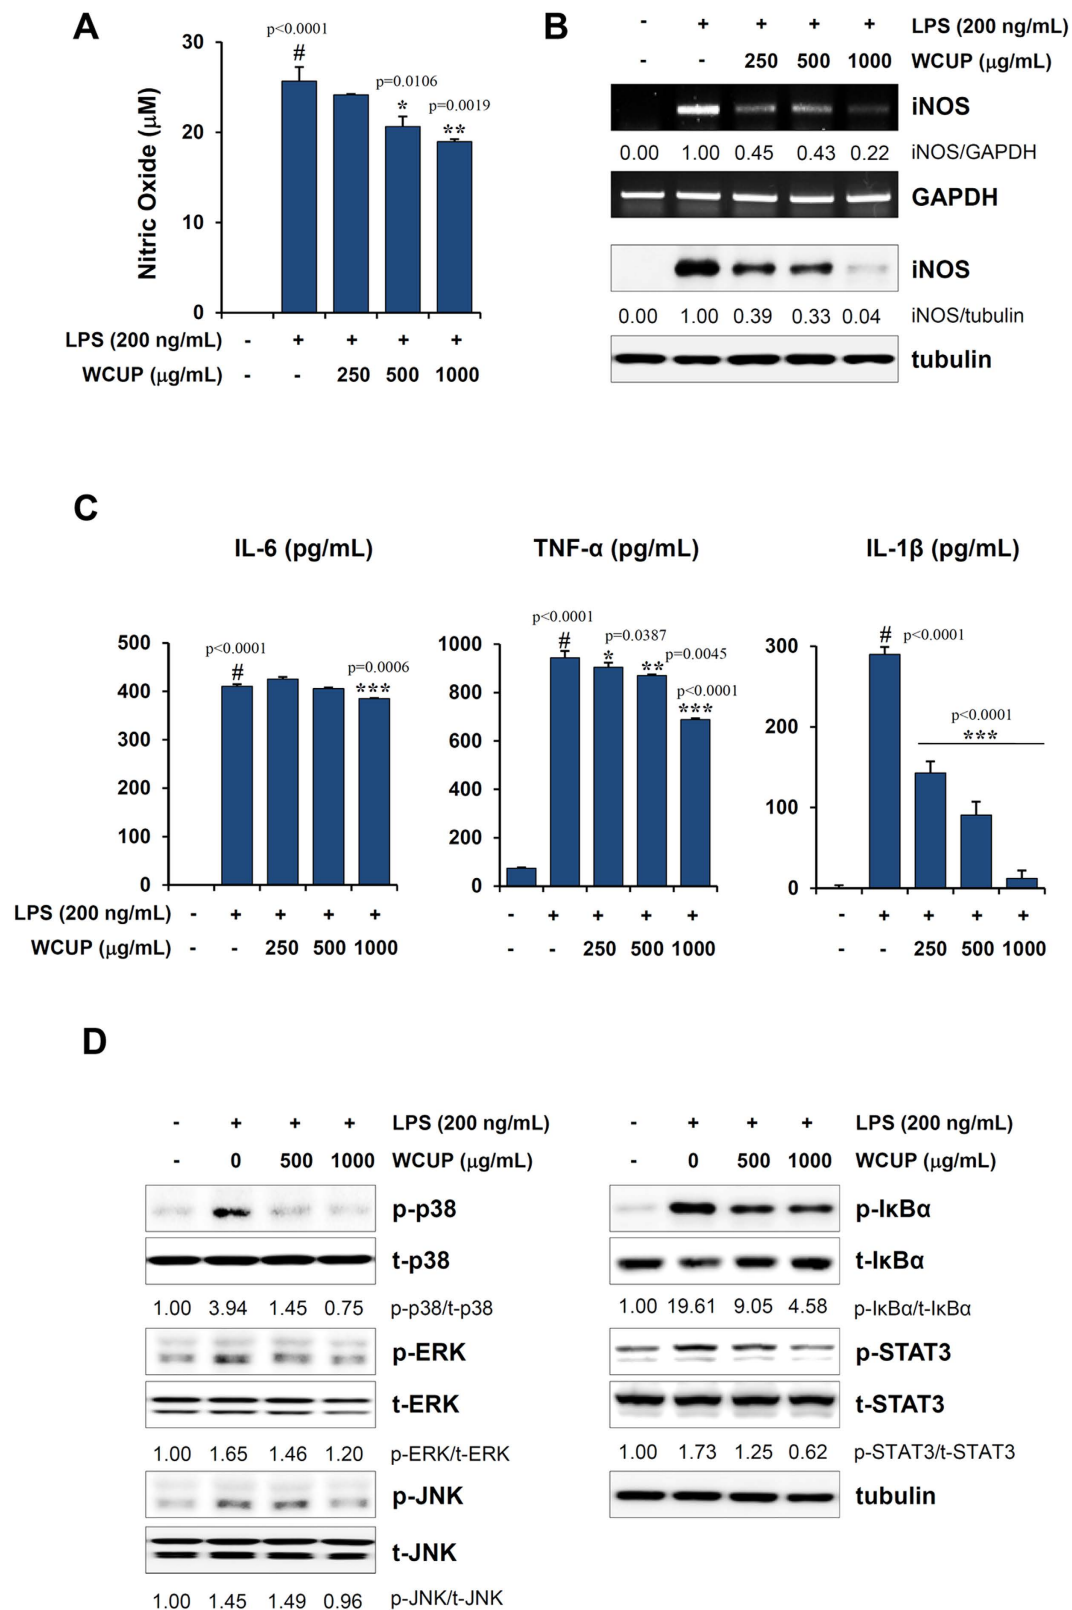 A
p<0.0001
#
p=0.0106
*
p=0.0019
**
Nitric Oxide (μM)
30
20
10
0
LPS (200 ng/mL) - + + + +
WCUP (μg/mL) - - 250 500 1000
B
- + + + + LPS (200 ng/mL)
- - 250 500 1000 WCUP (μg/mL)
iNOS
0.00 1.00 0.45 0.43 0.22 iNOS/GAPDH
GAPDH
iNOS
0.00 1.00 0.39 0.33 0.04 iNOS/tubulin
tubulin
C
IL-6 (pg/mL)
500
400
300
200
100
0
p<0.0001
#
p=0.0006
***
LPS (200 ng/mL) - + + + +
WCUP (μg/mL) - - 250 500 1000
TNF-α (pg/mL)
1000
800
600
400
200
0
p<0.0001
#
p=0.0387
*
**
p=0.0045
p<0.0001
***
- + + + +
- - 250 500 1000
IL-1β (pg/mL)
300
200
100
0
# p<0.0001
p<0.0001
***
- + + + +
- - 250 500 1000
D
- + + + LPS (200 ng/mL)
- 0 500 1000 WCUP (μg/mL)
p-p38
t-p38
1.00 3.94 1.45 0.75 p-p38/t-p38
p-ERK
t-ERK
1.00 1.65 1.46 1.20 p-ERK/t-ERK
p-JNK
t-JNK
1.00 1.45 1.49 0.96 p-JNK/t-JNK
- + + + LPS (200 ng/mL)
- 0 500 1000 WCUP (μg/mL)
p-IκBα
t-IκBα
1.00 19.61 9.05 4.58 p-IκBα/t-IκBα
p-STAT3
t-STAT3
1.00 1.73 1.25 0.62 p-STAT3/t-STAT3
tubulin